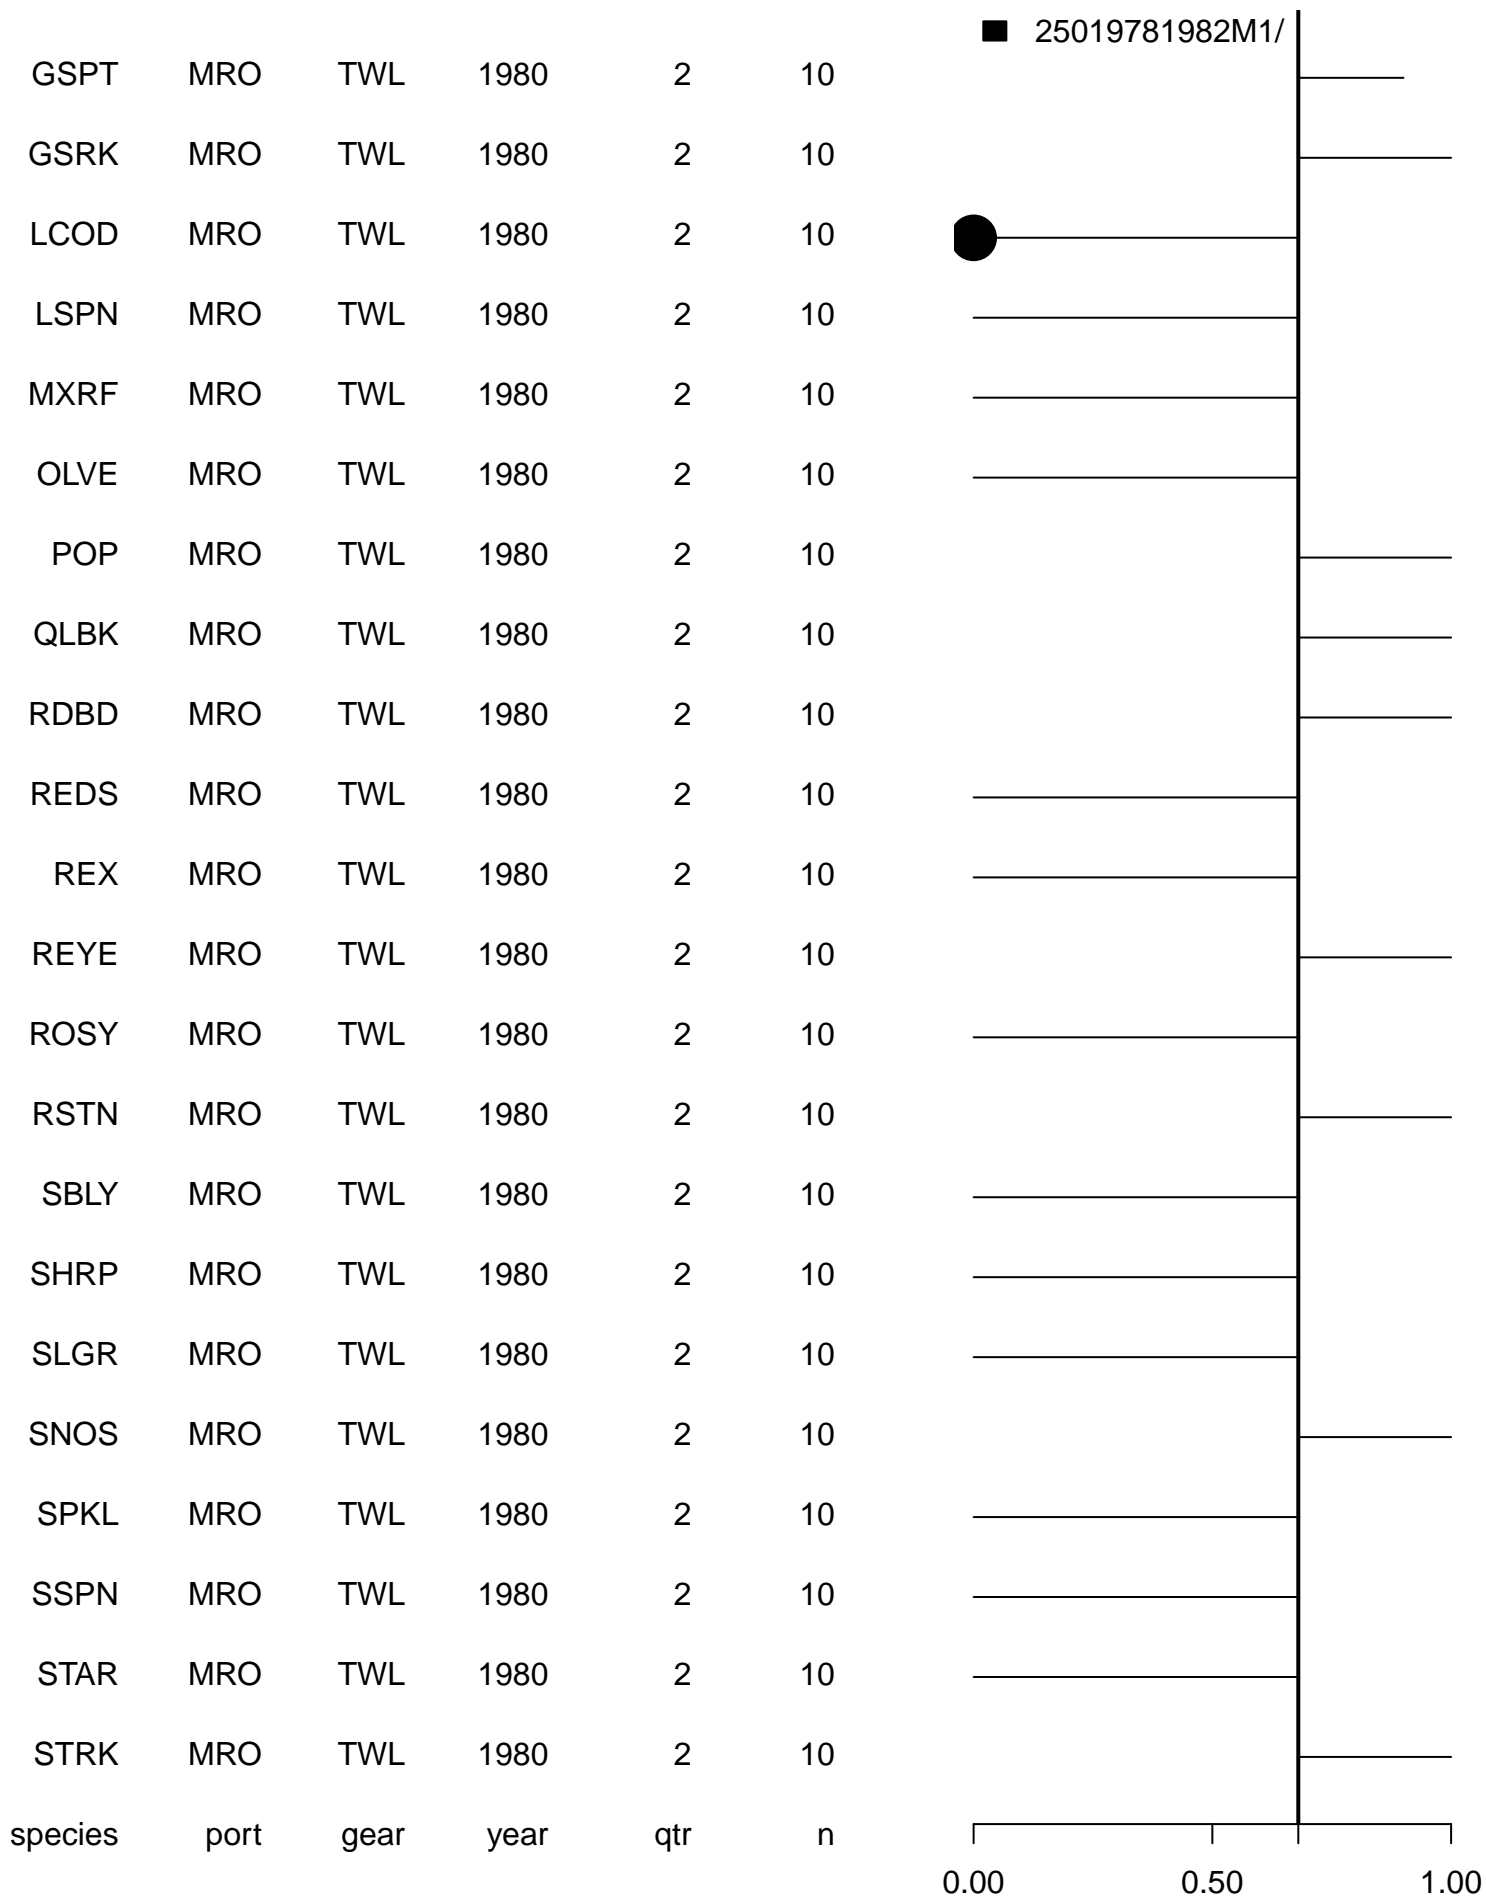 25019781982M1/
GSPT MRO TWL 1980 2 10
GSRK MRO TWL 1980 2 10
LCOD MRO TWL 1980 2 10
LSPN MRO TWL 1980 2 10
MXRF MRO TWL 1980 2 10
OLVE MRO TWL 1980 2 10
POP MRO TWL 1980 2 10
QLBK MRO TWL 1980 2 10
RDBD MRO TWL 1980 2 10
REDS MRO TWL 1980 2 10
REX MRO TWL 1980 2 10
REYE MRO TWL 1980 2 10
ROSY MRO TWL 1980 2 10
RSTN MRO TWL 1980 2 10
SBLY MRO TWL 1980 2 10
SHRP MRO TWL 1980 2 10
SLGR MRO TWL 1980 2 10
SNOS MRO TWL 1980 2 10
SPKL MRO TWL 1980 2 10
SSPN MRO TWL 1980 2 10
STAR MRO TWL 1980 2 10
STRK MRO TWL 1980 2 10
species port gear year qtr n
0.00 0.50 1.00